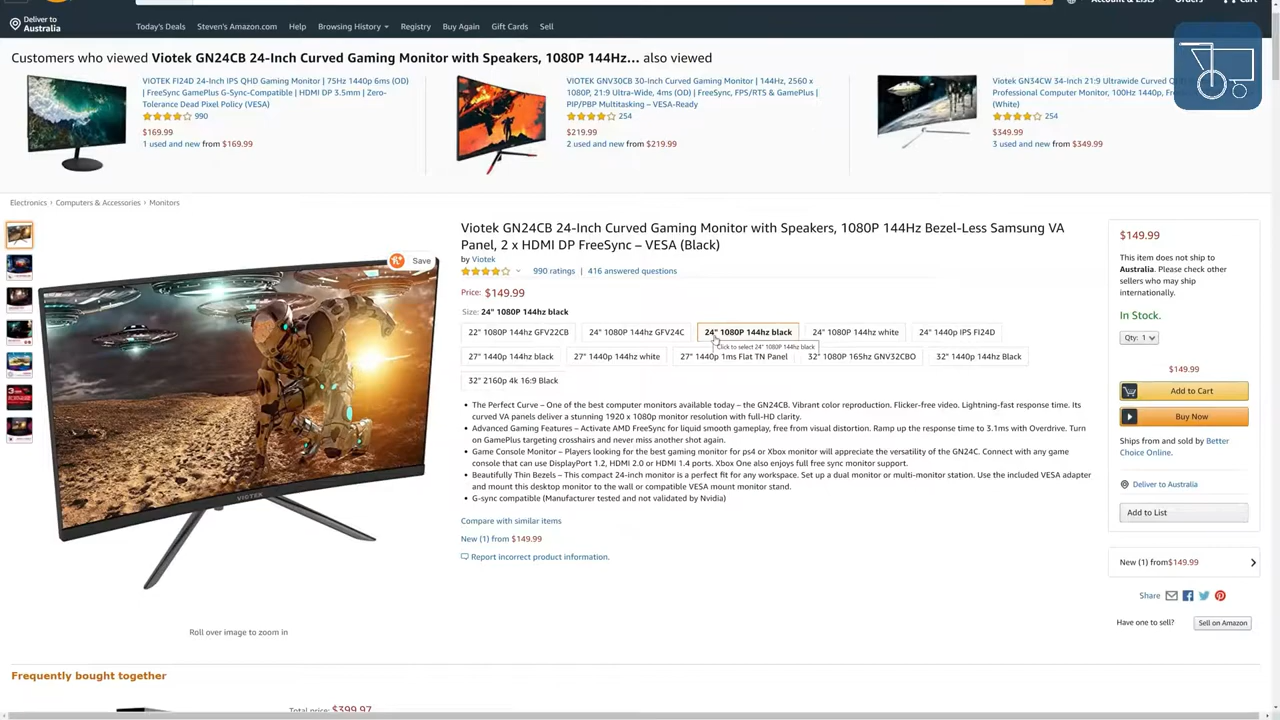 Deliver to
Australia
Today's Deals
Steven's Amazon.com
Help
Browsing History
Registry
Buy Again
Gift Cards
Sell
Customers who viewed Viotek GN24CB 24-Inch Curved Gaming Monitor with Speakers, 1080P 144Hz... also viewed
VIOTEK FI24D 24-Inch IPS QHD Gaming Monitor | 75Hz 1440p 6ms (OD)
| FreeSync GamePlus G-Sync-Compatible | HDMI DP 3.5mm | Zero-
Tolerance Dead Pixel Policy (VESA)
990
$169.99
1 used and new from $169.99
VIOTEK GNV30CB 30-Inch Curved Gaming Monitor | 144Hz, 2560 x
1080P, 21:9 Ultra-Wide, 4ms (OD) | FreeSync, FPS/RTS & GamePlus |
PIP/PBP Multitasking – VESA-Ready
254
$219.99
2 used and new from $219.99
Viotek GN34CW 34-Inch 21:9 Ultrawide Curved
Professional Computer Monitor, 100Hz 1440p,
(White)
254
$349.99
3 used and new from $349.99
Electronics › Computers & Accessories › Monitors
Save
VIOTEK
Roll over image to zoom in
Viotek GN24CB 24-Inch Curved Gaming Monitor with Speakers, 1080P 144Hz Bezel-Less Samsung VA
Panel, 2 x HDMI DP FreeSync – VESA (Black)
by Viotek
990 ratings | 416 answered questions
Price: $149.99
Size: 24" 1080P 144hz black
22" 1080P 144hz GFV22CB
24" 1080P 144hz GFV24C
24" 1080P 144hz black
24" 1080P 144hz white
24" 1440p IPS FI24D
Click to select 24" 1080P 144hz black
27" 1440p 144hz black
27" 1440p 144hz white
27" 1440p 1ms Flat TN Panel
32" 1080P 165hz GNV32CBO
32" 1440p 144hz Black
32" 2160p 4k 16:9 Black
• The Perfect Curve – One of the best computer monitors available today – the GN24CB. Vibrant color reproduction. Flicker-free video. Lightning-fast response time. Its
curved VA panels deliver a stunning 1920 x 1080p monitor resolution with full-HD clarity.
• Advanced Gaming Features – Activate AMD FreeSync for liquid smooth gameplay, free from visual distortion. Ramp up the response time to 3.1ms with Overdrive. Turn
on GamePlus targeting crosshairs and never miss another shot again.
• Game Console Monitor – Players looking for the best gaming monitor for ps4 or Xbox monitor will appreciate the versatility of the GN24C. Connect with any game
console that can use DisplayPort 1.2, HDMI 2.0 or HDMI 1.4 ports. Xbox One also enjoys full free sync monitor support.
• Beautifully Thin Bezels – This compact 24-inch monitor is a perfect fit for any workspace. Set up a dual monitor or multi-monitor station. Use the included VESA adapter
and mount this desktop monitor to the wall or compatible VESA mount monitor stand.
• G-sync compatible (Manufacturer tested and not validated by Nvidia)
Compare with similar items
New (1) from $149.99
Report incorrect product information.
$149.99
This item does not ship to
Australia. Please check other
sellers who may ship
internationally.
In Stock.
Qty: 1
$149.99
Add to Cart
Buy Now
Ships from and sold by Better
Choice Online.
Deliver to Australia
Add to List
New (1) from$149.99
Share
Have one to sell?
Sell on Amazon
Frequently bought together
Total price: $399.97